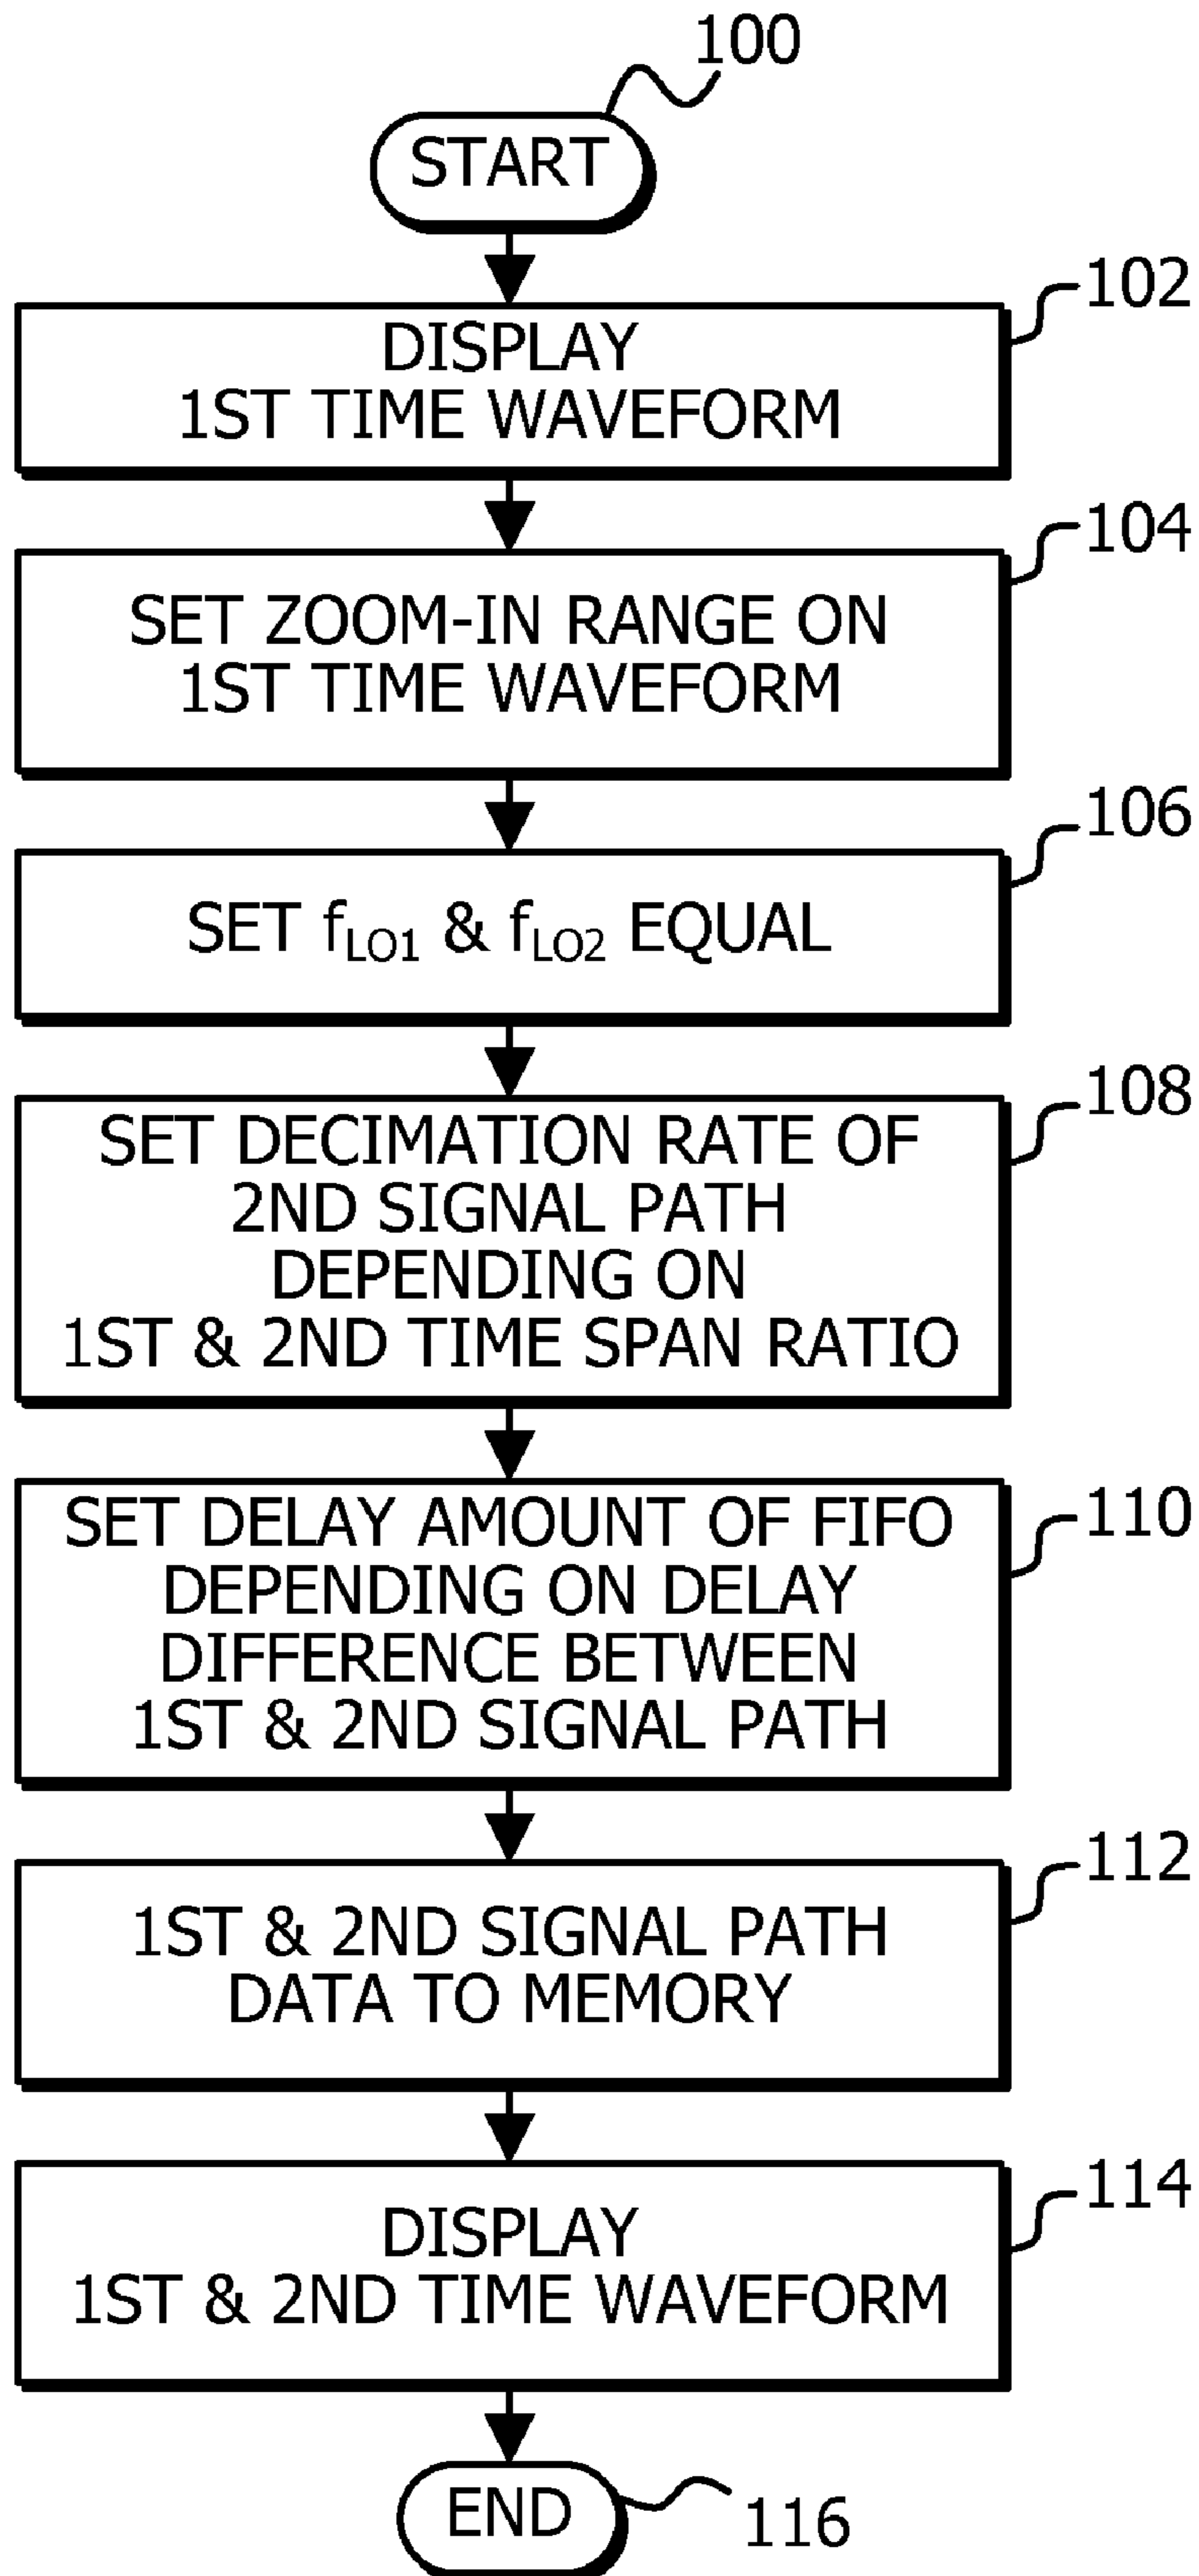 100
START
102
DISPLAY
1ST TIME WAVEFORM
104
SET ZOOM-IN RANGE ON
1ST TIME WAVEFORM
106
SET fLO1 & fLO2 EQUAL
108
SET DECIMATION RATE OF
2ND SIGNAL PATH
DEPENDING ON
1ST & 2ND TIME SPAN RATIO
110
SET DELAY AMOUNT OF FIFO
DEPENDING ON DELAY
DIFFERENCE BETWEEN
1ST & 2ND SIGNAL PATH
112
1ST & 2ND SIGNAL PATH
DATA TO MEMORY
114
DISPLAY
1ST & 2ND TIME WAVEFORM
END
116